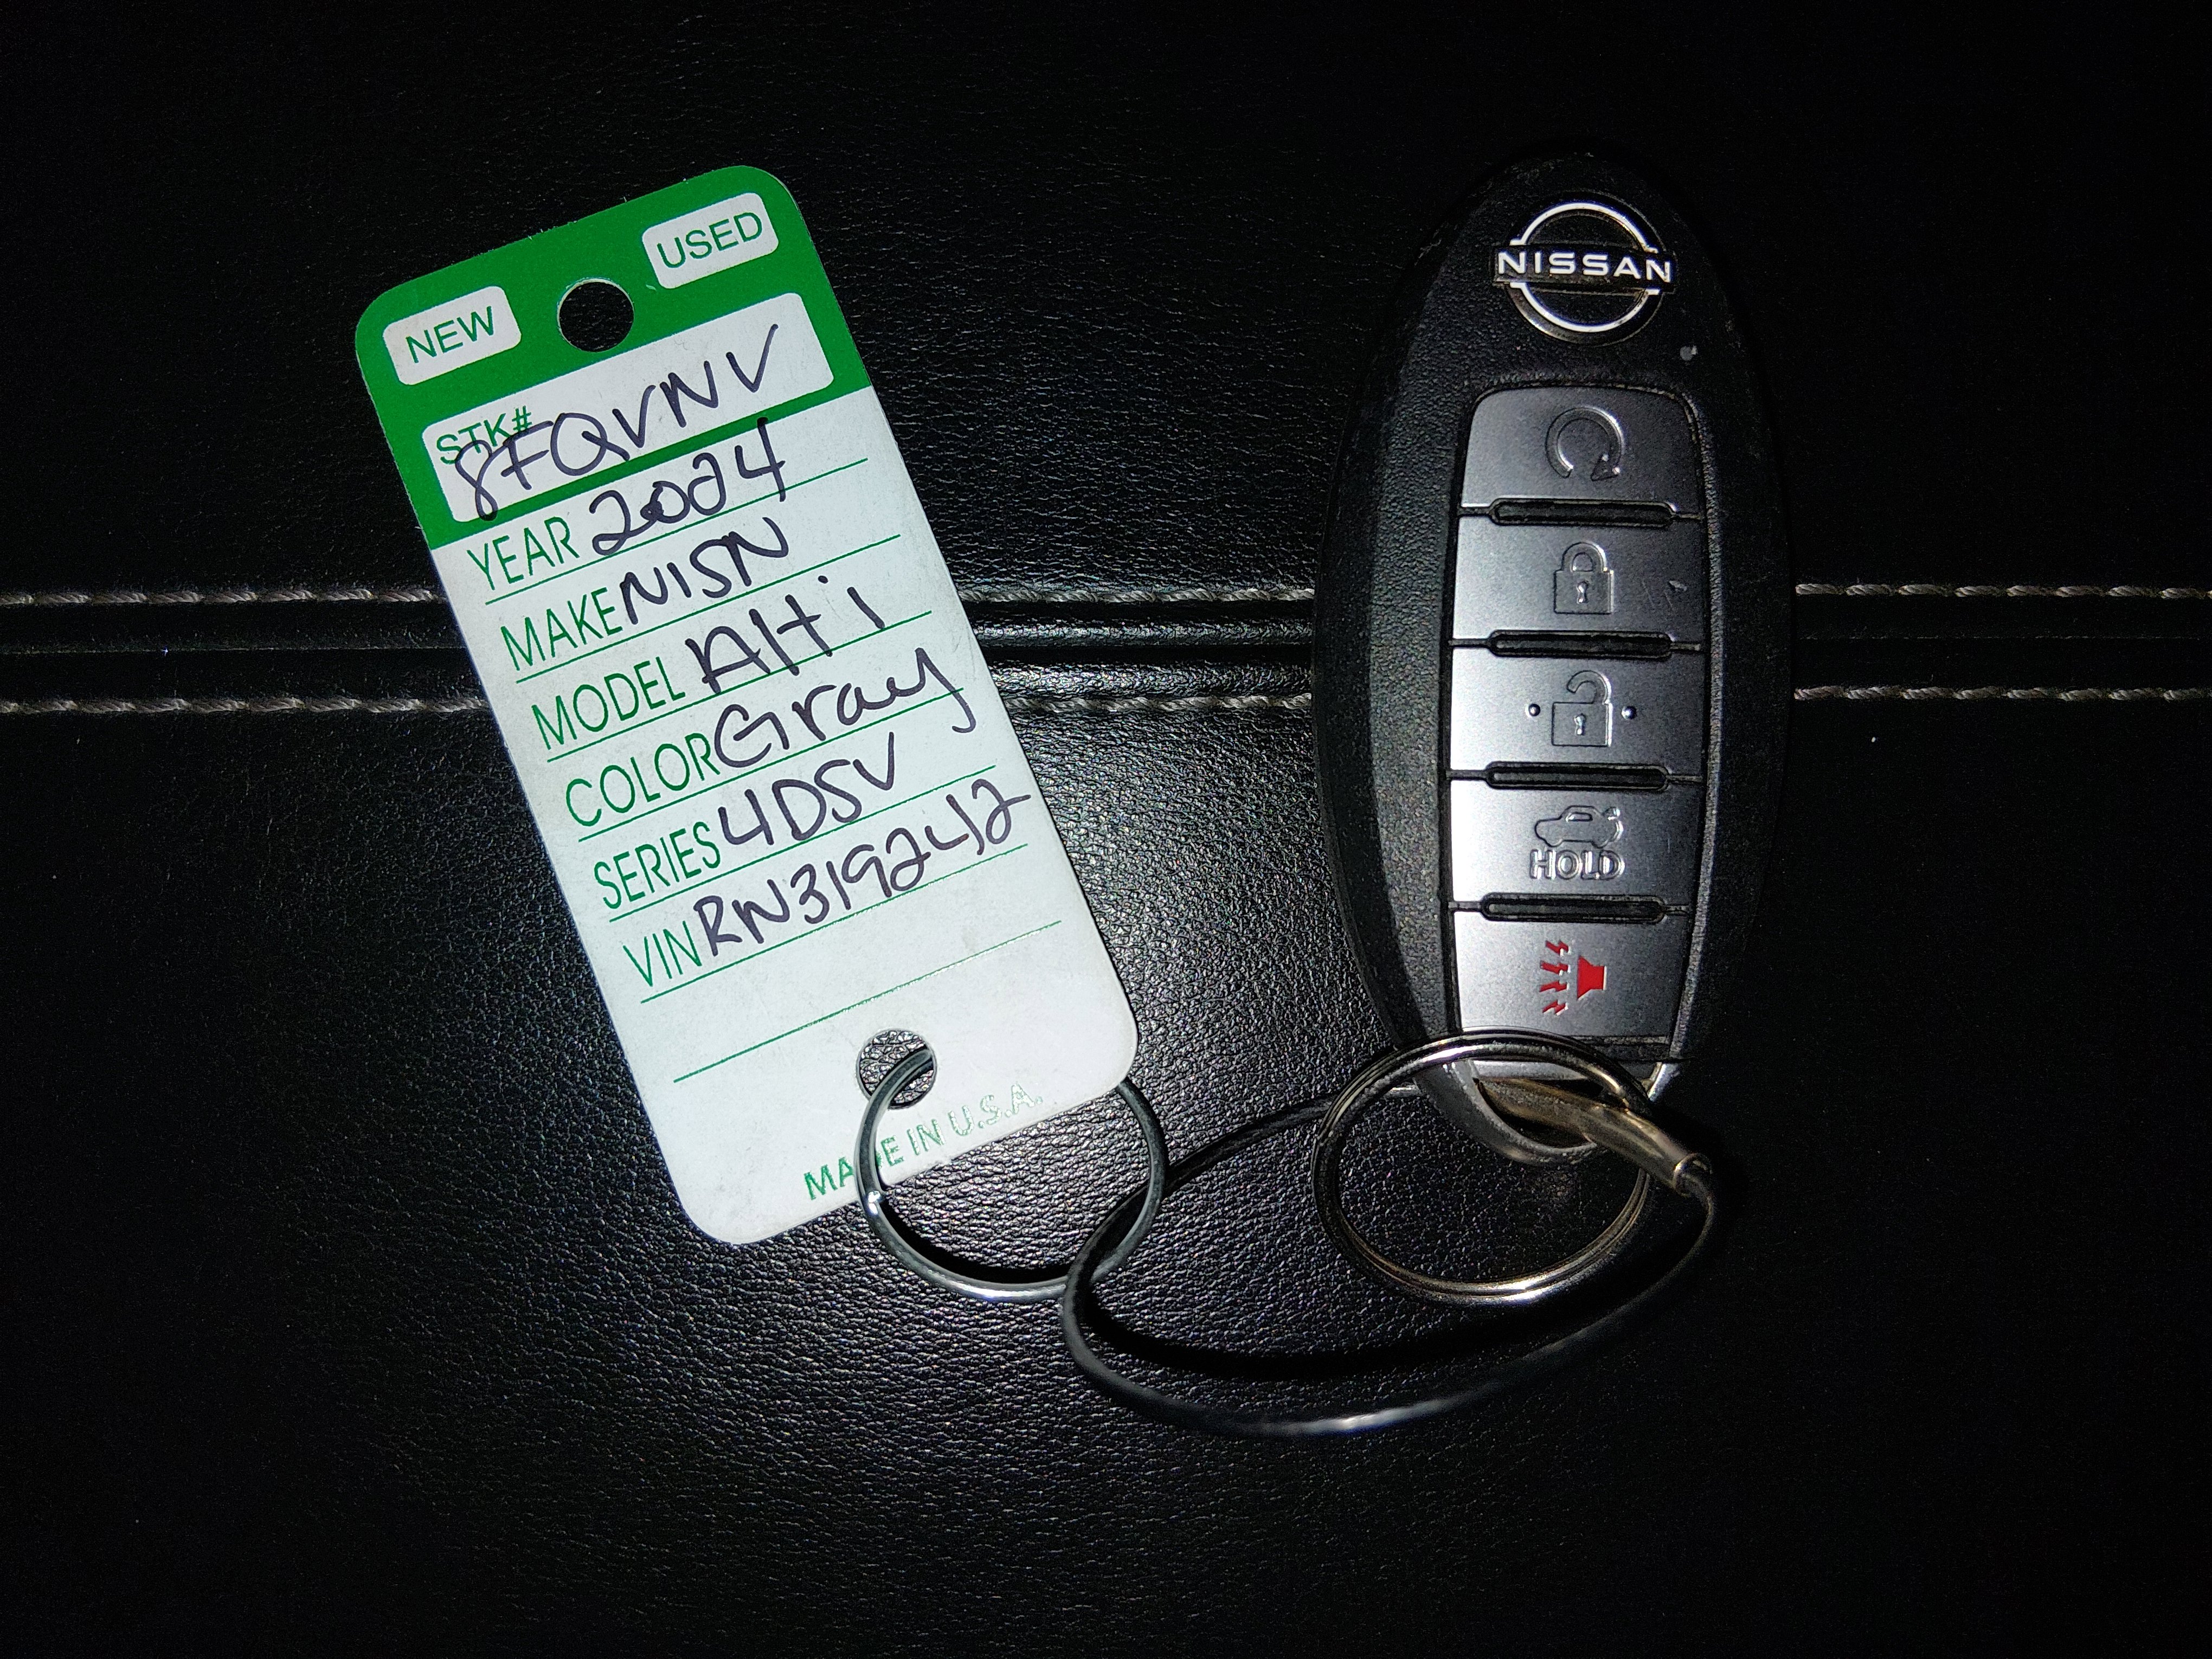 NEW USED
STK# 8FQVNV
YEAR 2024
MAKE NISN
MODEL Alti
COLOR Gray
SERIES 4DSV
VIN RN319242
MADE IN U.S.A.
NISSAN
HOLD